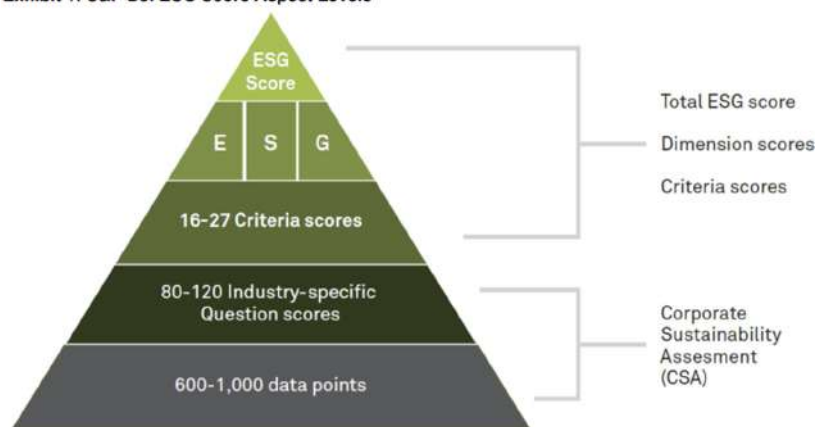 ESG
Score
E S G
16-27 Criteria scores
80-120 Industry-specific
Question scores
600-1,000 data points
Total ESG score
Dimension scores
Criteria scores
Corporate
Sustainability
Assesment
(CSA)